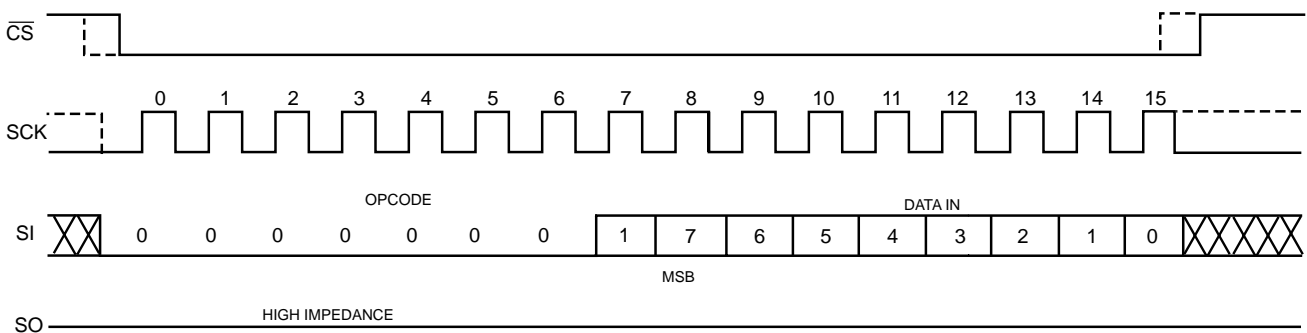 CS
0 1 2 3 4 5 6 7 8 9 10 11 12 13 14 15
SCK
OPCODE
DATA IN
SI
0 0 0 0 0 0 0 1 7 6 5 4 3 2 1 0
MSB
HIGH IMPEDANCE
SO